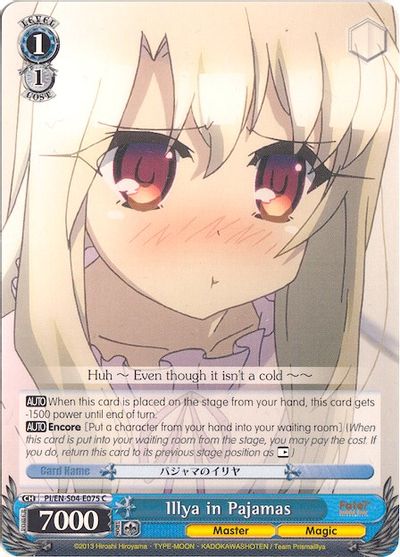 LEVEL
1
1
COST
Huh ～ Even though it isn't a cold ～～
AUTO When this card is placed on the stage from your hand, this card gets
-1500 power until end of turn.
AUTO Encore [Put a character from your hand into your waiting room] (When
this card is put into your waiting room from the stage, you may pay the cost. If
you do, return this card to its previous stage position as)
Card Name
パジャマのイリヤ
CH PI/EN-S04-E075 C
Illya in Pajamas
POWER
7000
SOUL
Master
Magic
Fate
©2013 Hiroshi Hiroyama・TYPE-MOON・KADOKAWASHOTEN / Team PrismaIllya